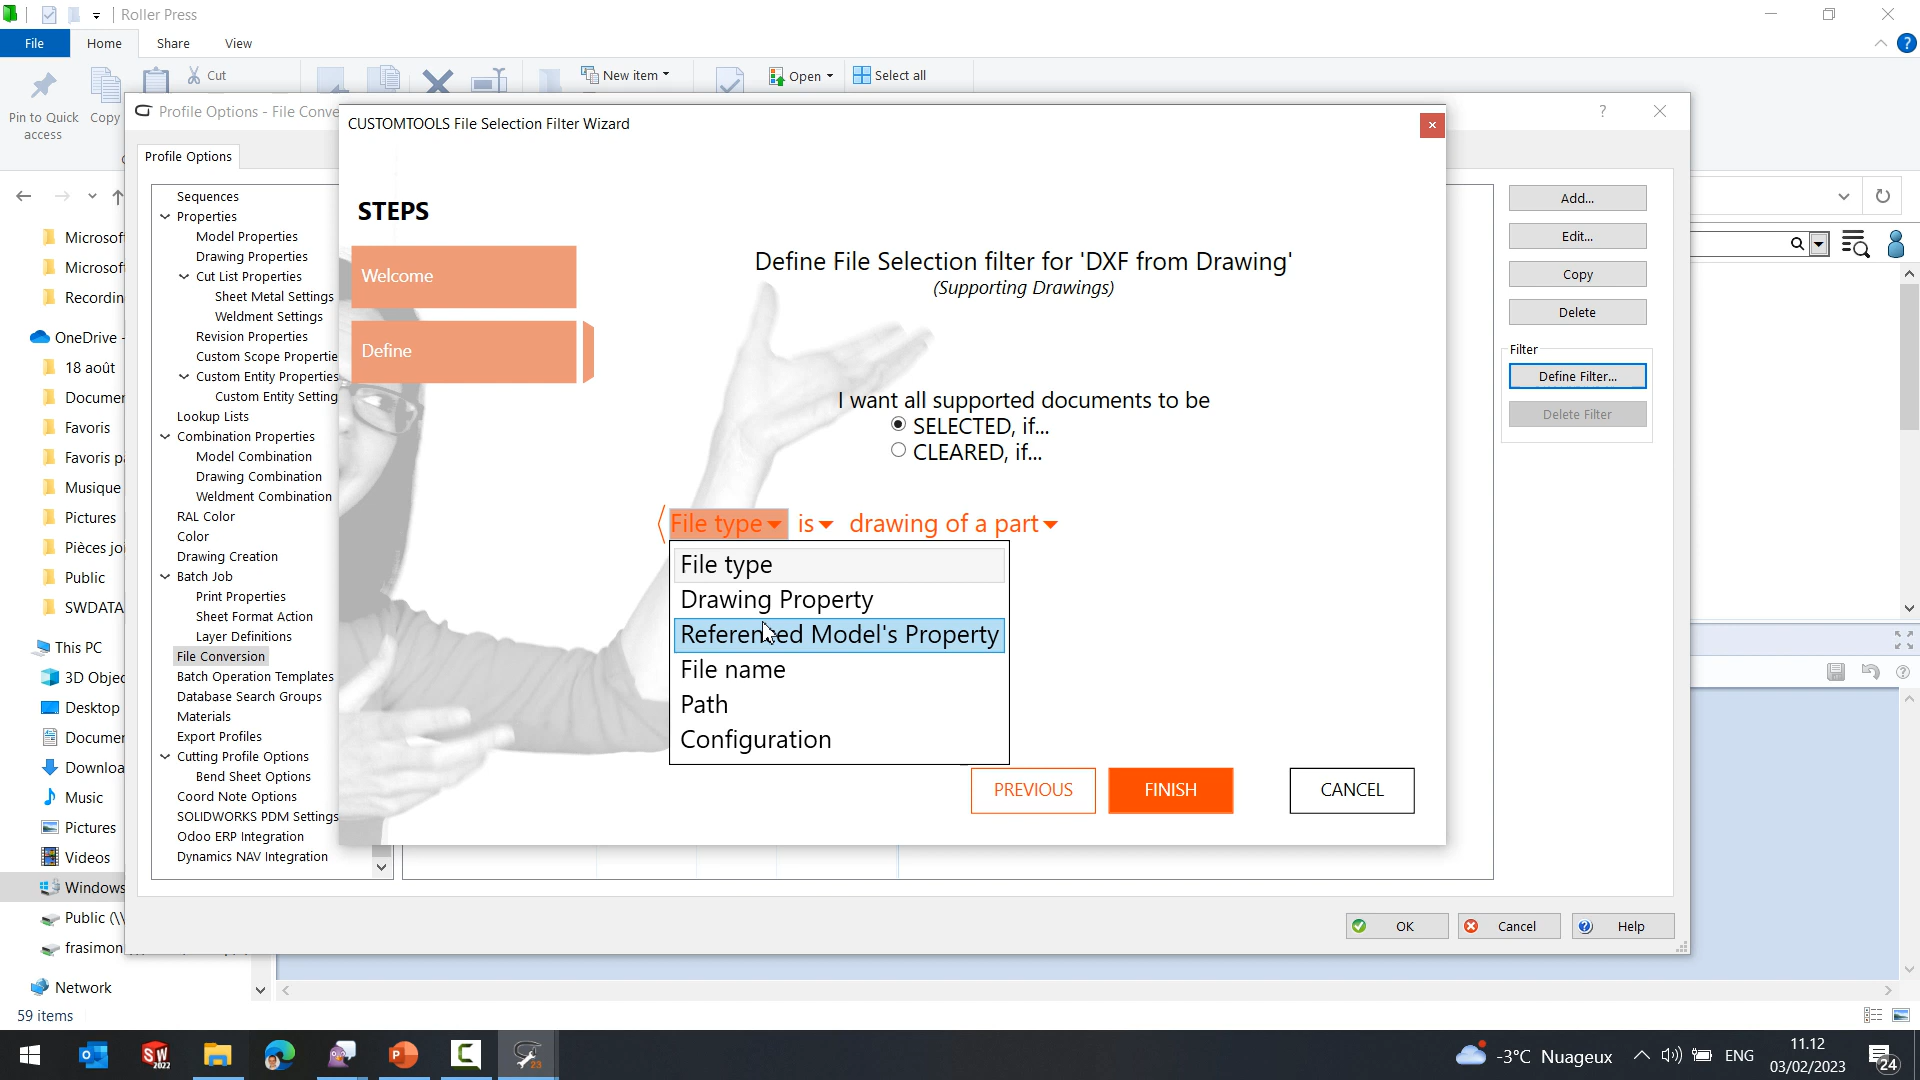 Roller Press
File
Home
Share
View
Pin to Quick access
Copy
Cut
New item
Open
Select all
Profile Options - File Conve
CUSTOMTOOLS File Selection Filter Wizard
Profile Options
Microsof
Microsof
Recordin
OneDrive -
18 août
Documen
Favoris
Favoris pa
Musique
Pictures
Pièces joi
Public
SWDATA
This PC
3D Objec
Desktop
Documen
Downloa
Music
Pictures
Videos
Windows
Public (\\
frasimon
Network
59 items
Sequences
Properties
Model Properties
Drawing Properties
Cut List Properties
Sheet Metal Settings
Weldment Settings
Revision Properties
Custom Scope Propertie
Custom Entity Properties
Custom Entity Setting
Lookup Lists
Combination Properties
Model Combination
Drawing Combination
Weldment Combination
RAL Color
Color
Drawing Creation
Batch Job
Print Properties
Sheet Format Action
Layer Definitions
File Conversion
Batch Operation Templates
Database Search Groups
Materials
Export Profiles
Cutting Profile Options
Bend Sheet Options
Coord Note Options
SOLIDWORKS PDM Settings
Odoo ERP Integration
Dynamics NAV Integration
STEPS
Welcome
Define
Define File Selection filter for 'DXF from Drawing'
(Supporting Drawings)
I want all supported documents to be
SELECTED, if...
CLEARED, if...
File type is drawing of a part
File type
Drawing Property
Referenced Model's Property
File name
Path
Configuration
PREVIOUS
FINISH
CANCEL
Add...
Edit...
Copy
Delete
Filter
Define Filter...
Delete Filter
OK
Cancel
Help
-3°C Nuageux
ENG
11.12
03/02/2023
24